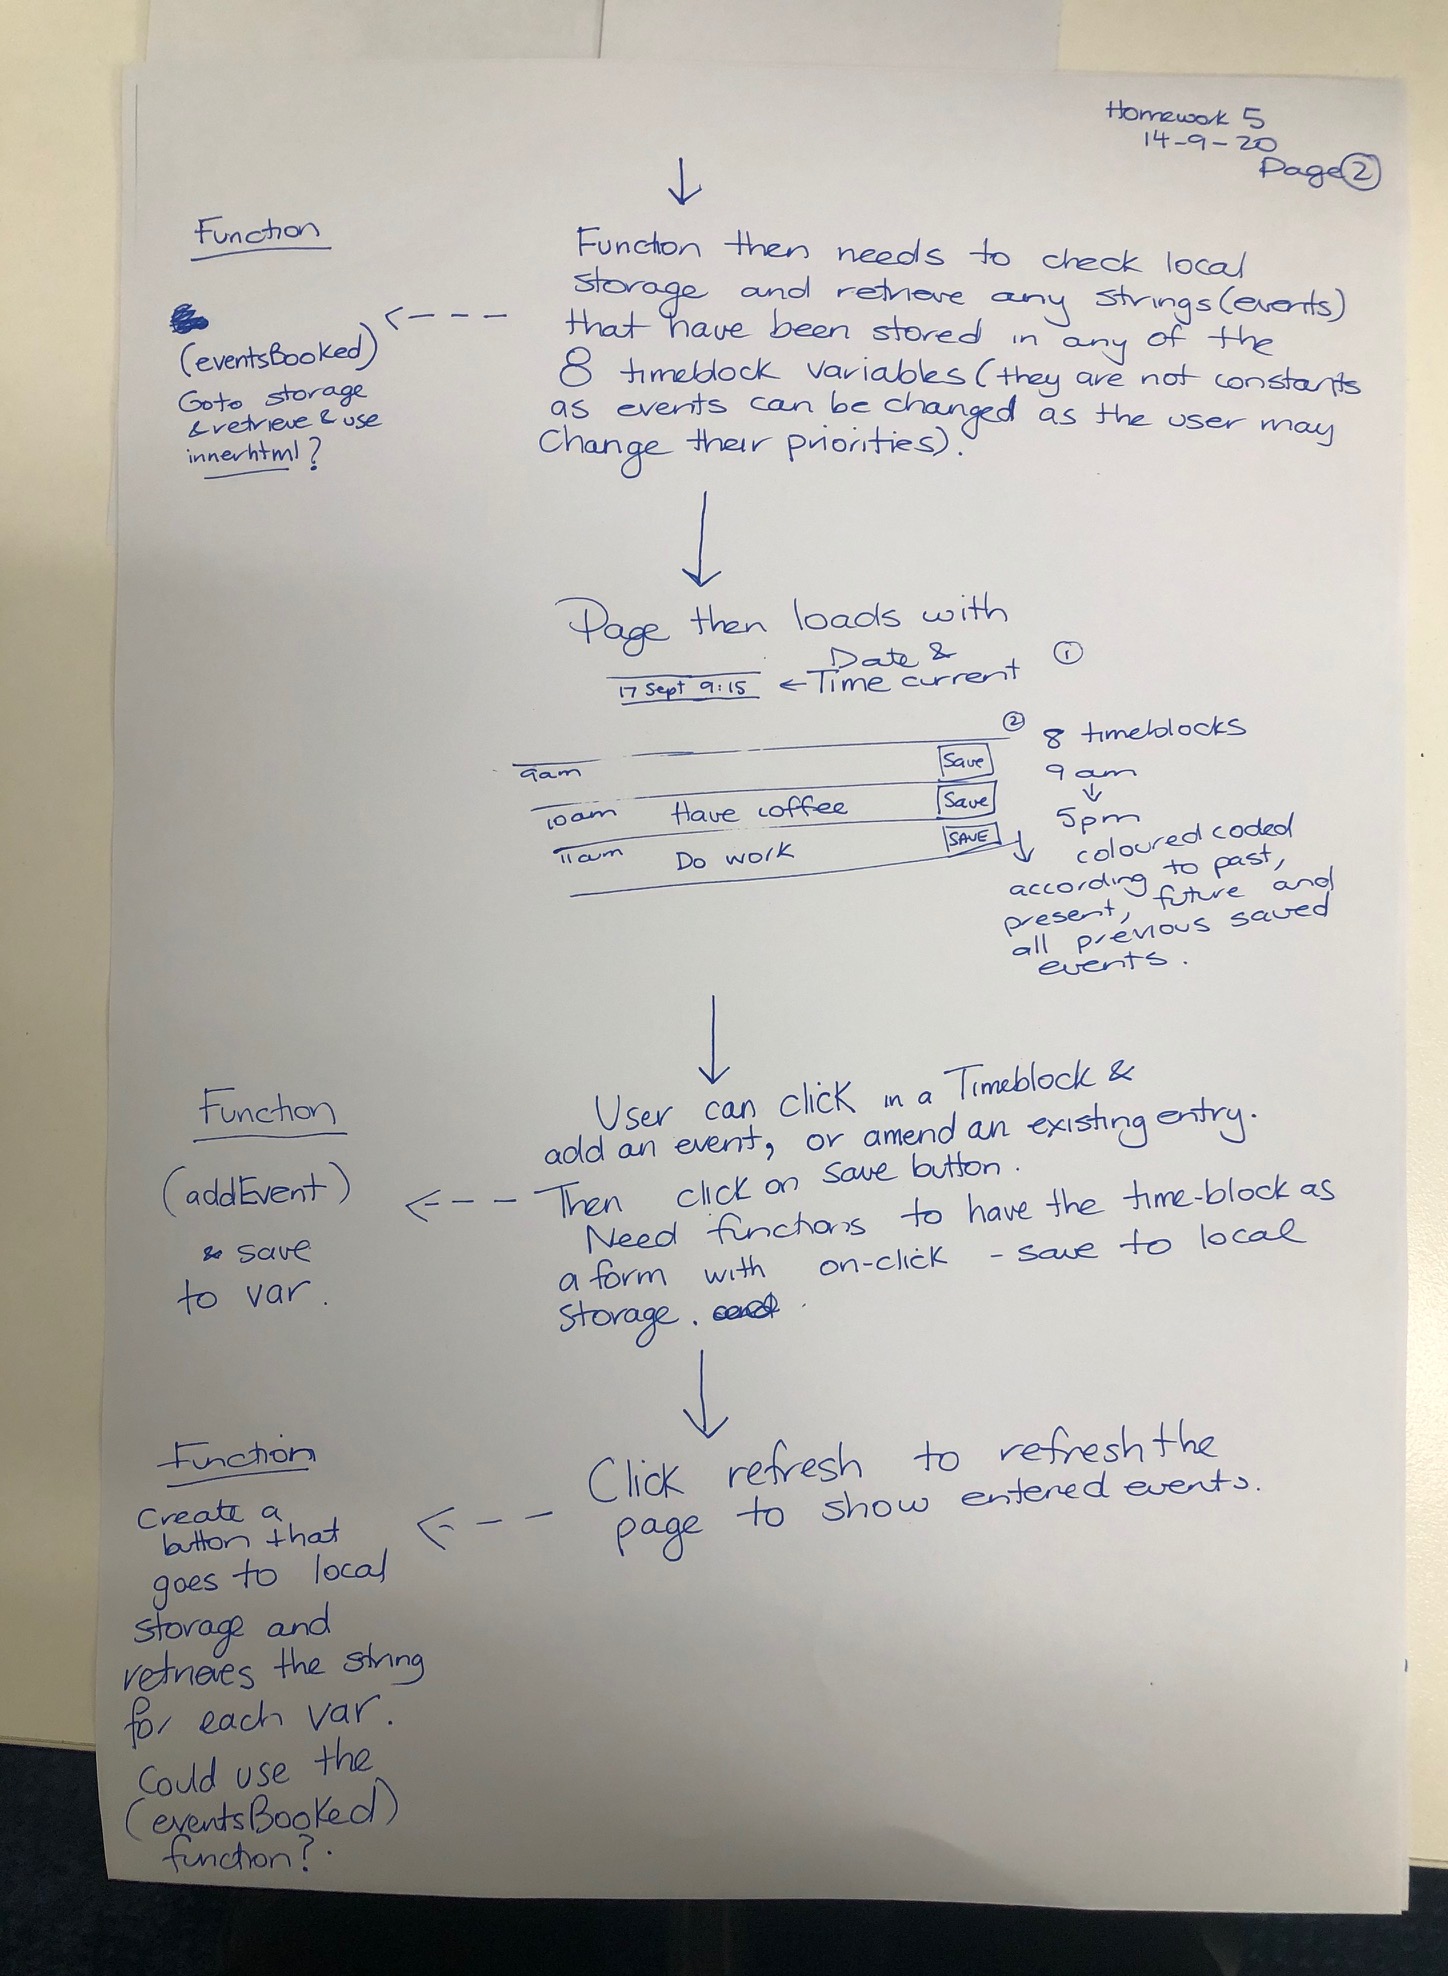 Homework 5
14-9-20
Page 2
Function
(eventsBooked)
Goto storage
& retrieve & use
innerhtml?
Function then needs to check local
storage and retrieve any strings (events)
that have been stored in any of the
8 timeblock variables (they are not constants
as events can be changed as the user may
change their priorities).
Page then loads with
Date &
17 Sept 9:15 ← Time current
①
②
9am Save
10am Have coffee Save
11am Do work SAVE
8 timeblocks
9 am
↓
5pm
coloured coded
according to past,
present, future and
all previous saved
events.
Function
(addEvent)
& save
to var.
User can click in a Timeblock &
add an event, or amend an existing entry.
Then click on save button.
Need functions to have the time-block as
a form with on-click - save to local
storage.
Function
Create a
button that
goes to local
storage and
retrieves the string
for each var.
Could use the
(eventsBooked)
function?
Click refresh to refresh the
page to show entered events.